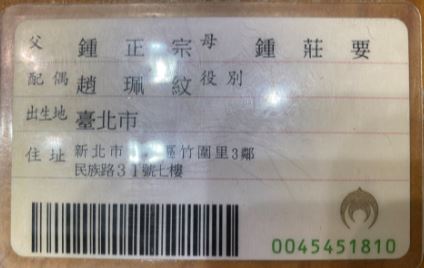 父 鍾正宗 母 鍾莊要
配偶 趙珮紋 役別
出生地 臺北市
住址 新北市 區竹圍里3鄰
民族路31號七樓
0045451810